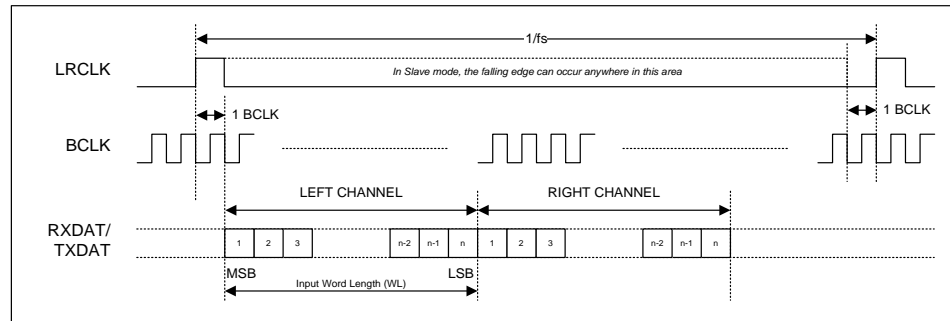 1/fs
LRCLK
In Slave mode, the falling edge can occur anywhere in this area
1 BCLK
1 BCLK
BCLK
LEFT CHANNEL
RIGHT CHANNEL
RXDAT/
TXDAT
1 2 3 n-2 n-1 n 1 2 3 n-2 n-1 n
MSB LSB
Input Word Length (WL)